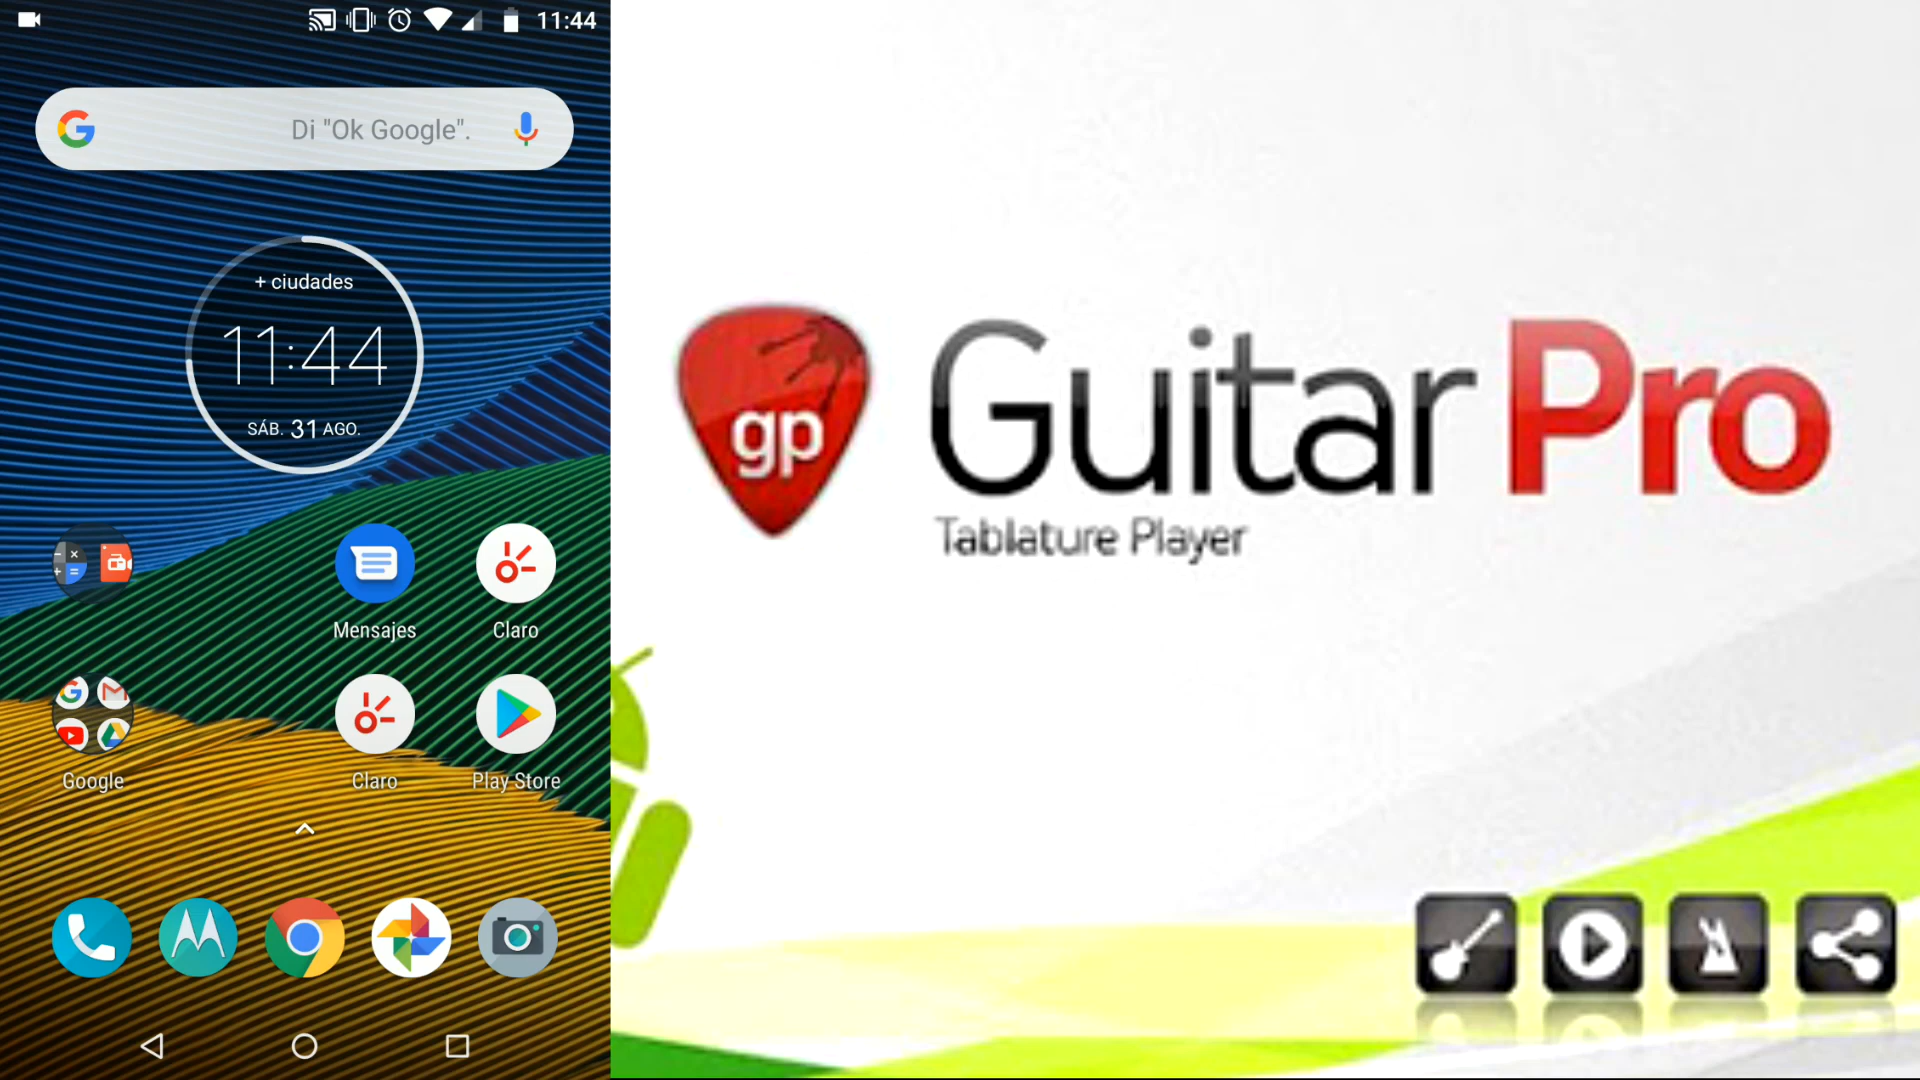 11:44
Di "Ok Google".
+ ciudades
11:44
SÁB. 31 AGO.
Mensajes
Claro
Google
Claro
Play Store
gp
Guitar Pro
Tablature Player